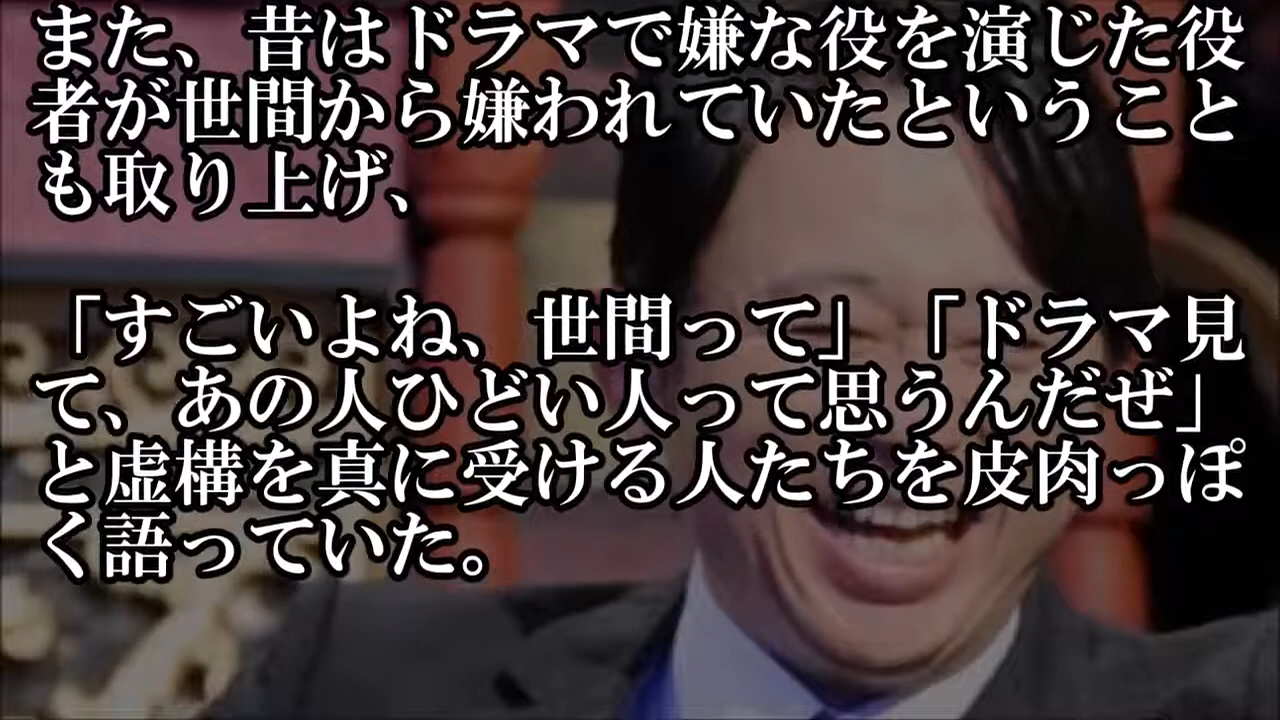 また、昔はドラマで嫌な役を演じた役
者が世間から嫌われていたということ
も取り上げ、
「すごいよね、世間って」「ドラマ見
て、あの人ひどい人って思うんだぜ」
と虚構を真に受ける人たちを皮肉っぽ
く語っていた。